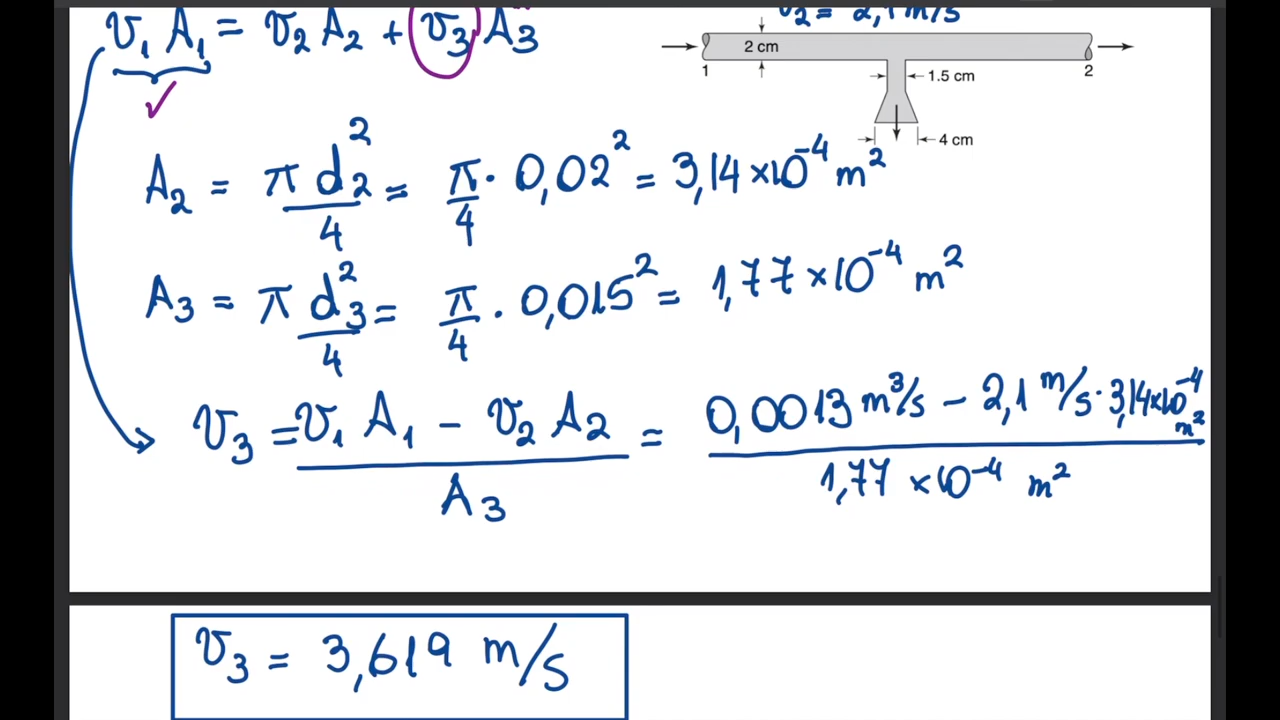 v₁ A₁ = v₂ A₂ + v₃ A₃
v₂ = 2,1 m/s
2 cm
1
2
1.5 cm
4 cm
A₂ = π d₂²/4 = π/4 · 0,02² = 3,14 × 10⁻⁴ m²
A₃ = π d₃²/4 = π/4 · 0,015² = 1,77 × 10⁻⁴ m²
v₃ = (v₁ A₁ − v₂ A₂)/A₃ = (0,0013 m³/s − 2,1 m/s · 3,14×10⁻⁴ m²)/(1,77 × 10⁻⁴ m²)
v₃ = 3,619 m/s